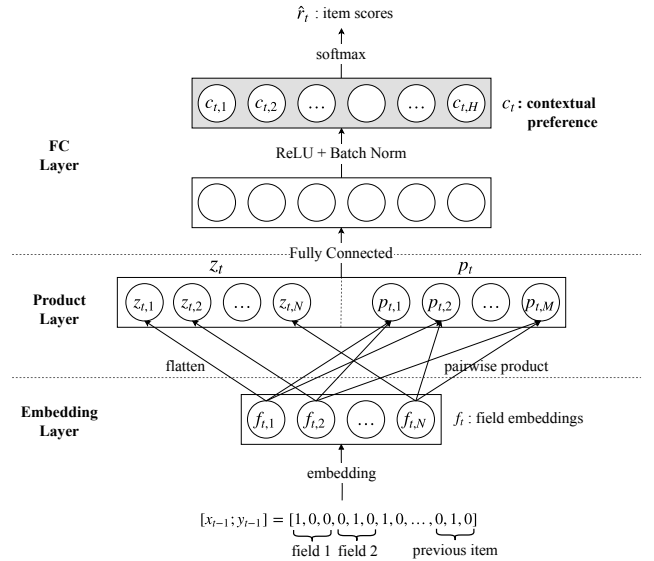 r̂_t : item scores
softmax
c_{t,1} c_{t,2} … … c_{t,H}
c_t : contextual
preference
FC
Layer
ReLU + Batch Norm
Fully Connected
z_t p_t
Product
Layer
z_{t,1} z_{t,2} … z_{t,N} p_{t,1} p_{t,2} … p_{t,M}
flatten pairwise product
Embedding
Layer
f_{t,1} f_{t,2} … f_{t,N}
f_t : field embeddings
embedding
[x_{t−1}; y_{t−1}] = [1, 0, 0, 0, 1, 0, 1, 0, …, 0, 1, 0]
field 1 field 2 previous item